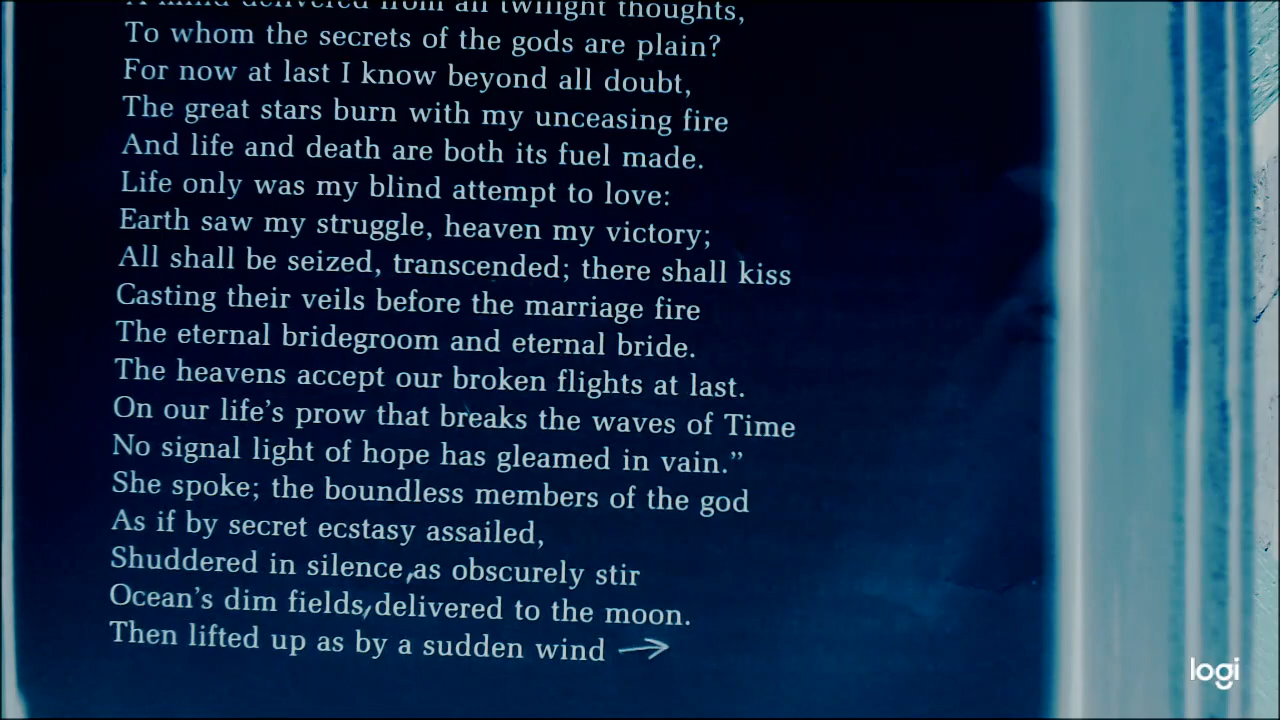 A mind delivered from all twilight thoughts,
To whom the secrets of the gods are plain?
For now at last I know beyond all doubt,
The great stars burn with my unceasing fire
And life and death are both its fuel made.
Life only was my blind attempt to love:
Earth saw my struggle, heaven my victory;
All shall be seized, transcended; there shall kiss
Casting their veils before the marriage fire
The eternal bridegroom and eternal bride.
The heavens accept our broken flights at last.
On our life’s prow that breaks the waves of Time
No signal light of hope has gleamed in vain.”
She spoke; the boundless members of the god
As if by secret ecstasy assailed,
Shuddered in silence, as obscurely stir
Ocean’s dim fields, delivered to the moon.
Then lifted up as by a sudden wind →
logi